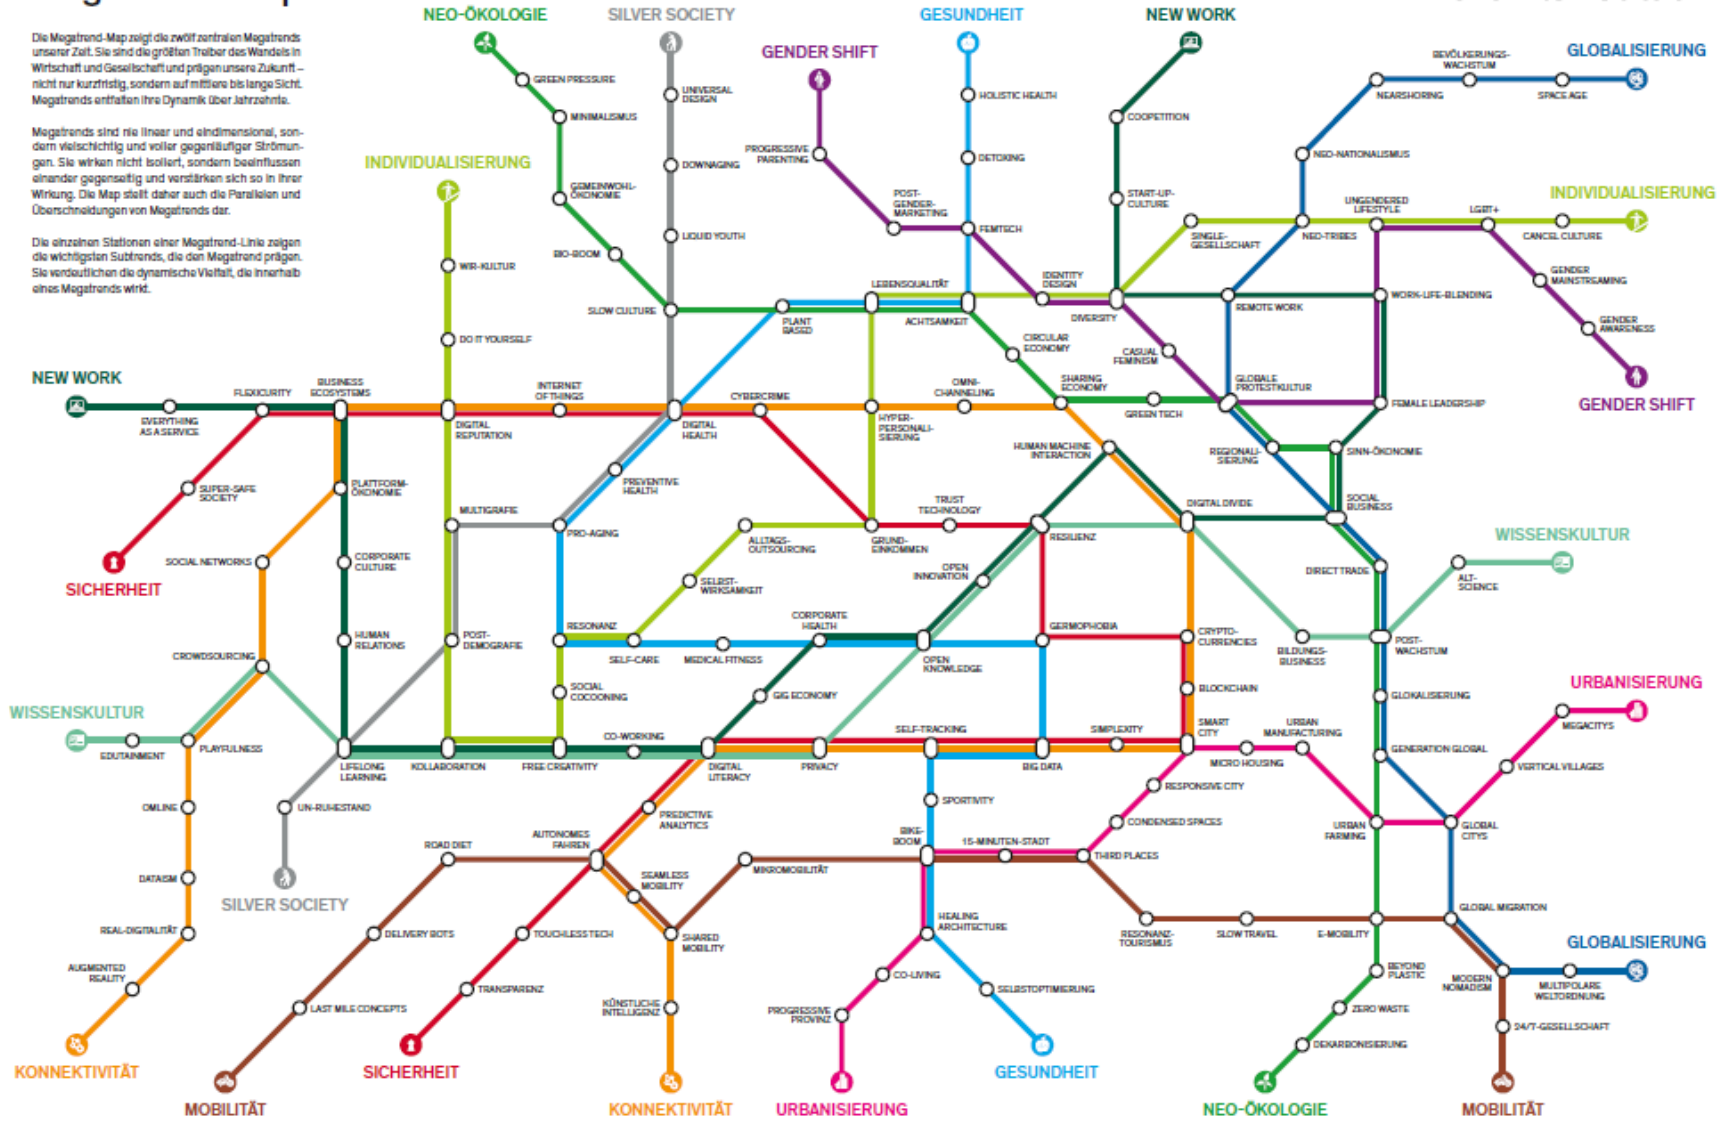 Die Megatrend-Map zeigt die zwölf zentralen Megatrends
unserer Zeit. Sie sind die größten Treiber des Wandels in
Wirtschaft und Gesellschaft und prägen unsere Zukunft –
nicht nur kurzfristig, sondern auf mittlere bis lange Sicht.
Megatrends entfalten ihre Dynamik über Jahrzehnte.
Megatrends sind nie linear und eindimensional, son-
dern vielschichtig und voller gegenläufiger Strömun-
gen. Sie wirken nicht isoliert, sondern beeinflussen
einander gegenseitig und verstärken sich so in ihrer
Wirkung. Die Map stellt daher auch die Parallelen und
Überschneidungen von Megatrends dar.
Die einzelnen Stationen einer Megatrend-Linie zeigen
die wichtigsten Subtrends, die den Megatrend prägen.
Sie verdeutlichen die dynamische Vielfalt, die innerhalb
eines Megatrends wirkt.
NEO-ÖKOLOGIE
SILVER SOCIETY
GESUNDHEIT
NEW WORK
GENDER SHIFT
GLOBALISIERUNG
BEVÖLKERUNGS-
WACHSTUM
NEARSHORING
SPACE AGE
GREEN PRESSURE
UNIVERSAL
DESIGN
HOLISTIC HEALTH
MINIMALISMUS
COOPETITION
PROGRESSIVE
PARENTING
DETOXING
NEO-NATIONALISMUS
INDIVIDUALISIERUNG
DOWNAGING
GEMEINWOHL-
ÖKONOMIE
POST-
GENDER-
MARKETING
START-UP-
CULTURE
UNGENDERED
LIFESTYLE
LGBT+
INDIVIDUALISIERUNG
LIQUID YOUTH
FEMTECH
SINGLE-
GESELLSCHAFT
NEO-TRIBES
CANCEL CULTURE
BIO-BOOM
WIR-KULTUR
LEBENSQUALITÄT
IDENTITY
DESIGN
GENDER
MAINSTREAMING
SLOW CULTURE
PLANT
BASED
ACHTSAMKEIT
DIVERSITY
REMOTE WORK
WORK-LIFE-BLENDING
GENDER
AWARENESS
DO IT YOURSELF
CIRCULAR
ECONOMY
CASUAL
FEMINISM
NEW WORK
FLEXICURITY
BUSINESS
ECOSYSTEMS
INTERNET
OF THINGS
CYBERCRIME
OMNI-
CHANNELING
SHARING
ECONOMY
GREEN TECH
GLOBALE
PROTESTKULTUR
FEMALE LEADERSHIP
GENDER SHIFT
EVERYTHING
AS A SERVICE
DIGITAL
REPUTATION
DIGITAL
HEALTH
HYPER-
PERSONALI-
SIERUNG
HUMAN MACHINE
INTERACTION
REGIONALI-
SIERUNG
SINN-ÖKONOMIE
SUPER-SAFE
SOCIETY
PLATTFORM-
ÖKONOMIE
PREVENTIVE
HEALTH
MULTIGRAFIE
PRO-AGING
TRUST
TECHNOLOGY
DIGITAL DIVIDE
SOCIAL
BUSINESS
ALLTAGS-
OUTSOURCING
GRUND-
EINKOMMEN
RESILIENZ
WISSENSKULTUR
SICHERHEIT
SOCIAL NETWORKS
CORPORATE
CULTURE
SELBST-
WIRKSAMKEIT
OPEN
INNOVATION
DIRECT TRADE
ALT-
SCIENCE
HUMAN
RELATIONS
POST-
DEMOGRAFIE
RESONANZ
CORPORATE
HEALTH
GERMOPHOBIA
CRYPTO-
CURRENCIES
BILDUNGS-
BUSINESS
POST-
WACHSTUM
CROWDSOURCING
SELF-CARE
MEDICAL FITNESS
OPEN
KNOWLEDGE
SOCIAL
COCOONING
GIG ECONOMY
BLOCKCHAIN
GLOKALISIERUNG
URBANISIERUNG
WISSENSKULTUR
EDUTAINMENT
PLAYFULNESS
LIFELONG
LEARNING
KOLLABORATION
FREE CREATIVITY
CO-WORKING
DIGITAL
LITERACY
PRIVACY
SELF-TRACKING
BIG DATA
SIMPLEXITY
SMART
CITY
URBAN
MANUFACTURING
MICRO HOUSING
GENERATION GLOBAL
MEGACITYS
VERTICAL VILLAGES
OMLINE
UN-RUHESTAND
PREDICTIVE
ANALYTICS
SPORTIVITY
RESPONSIVE CITY
CONDENSED SPACES
URBAN
FARMING
GLOBAL
CITYS
AUTONOMES
FAHREN
ROAD DIET
BIKE-
BOOM
15-MINUTEN-STADT
THIRD PLACES
DATAISM
SILVER SOCIETY
SEAMLESS
MOBILITY
MIKROMOBILITÄT
REAL-DIGITALITÄT
DELIVERY BOTS
TOUCHLESS TECH
SHARED
MOBILITY
HEALING
ARCHITECTURE
RESONANZ-
TOURISMUS
SLOW TRAVEL
E-MOBILITY
GLOBAL MIGRATION
GLOBALISIERUNG
AUGMENTED
REALITY
TRANSPARENZ
CO-LIVING
SELBSTOPTIMIERUNG
BEYOND
PLASTIC
MODERN
NOMADISM
MULTIPOLARE
WELTORDNUNG
LAST MILE CONCEPTS
KÜNSTLICHE
INTELLIGENZ
PROGRESSIVE
PROVINZ
ZERO WASTE
24/7-GESELLSCHAFT
DEKARBONISIERUNG
KONNEKTIVITÄT
MOBILITÄT
SICHERHEIT
KONNEKTIVITÄT
URBANISIERUNG
GESUNDHEIT
NEO-ÖKOLOGIE
MOBILITÄT